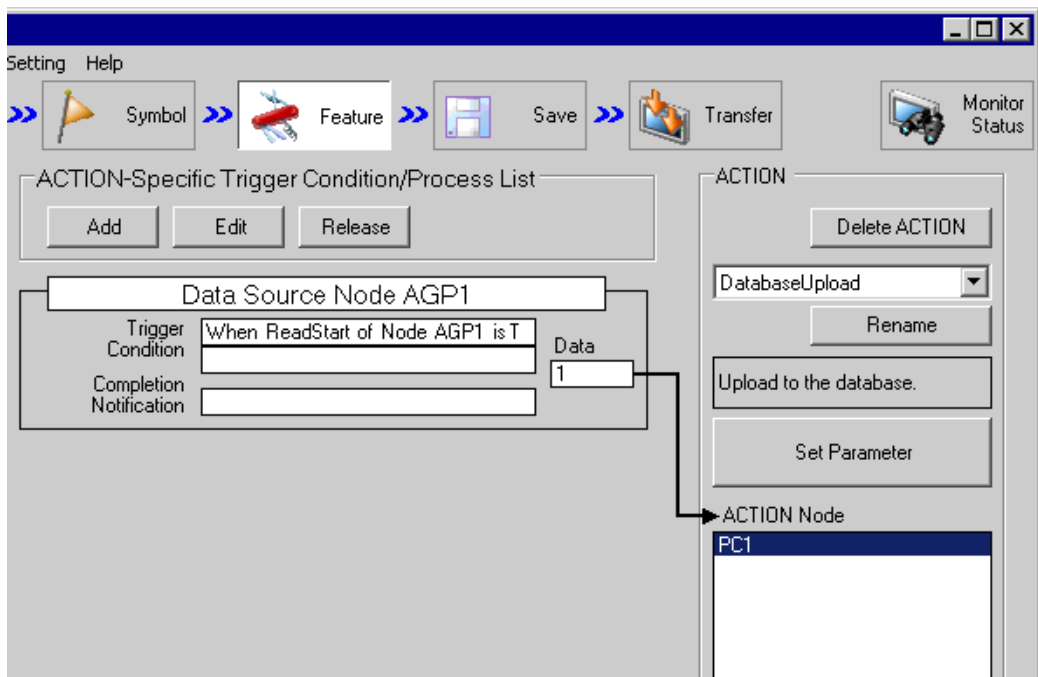 Setting Help
Symbol
Feature
Save
Transfer
Monitor
Status
ACTION-Specific Trigger Condition/Process List
Add
Edit
Release
Data Source Node AGP1
Trigger
Condition
When ReadStart of Node AGP1 is T
Completion
Notification
Data
1
ACTION
Delete ACTION
DatabaseUpload
Rename
Upload to the database.
Set Parameter
ACTION Node
PC1